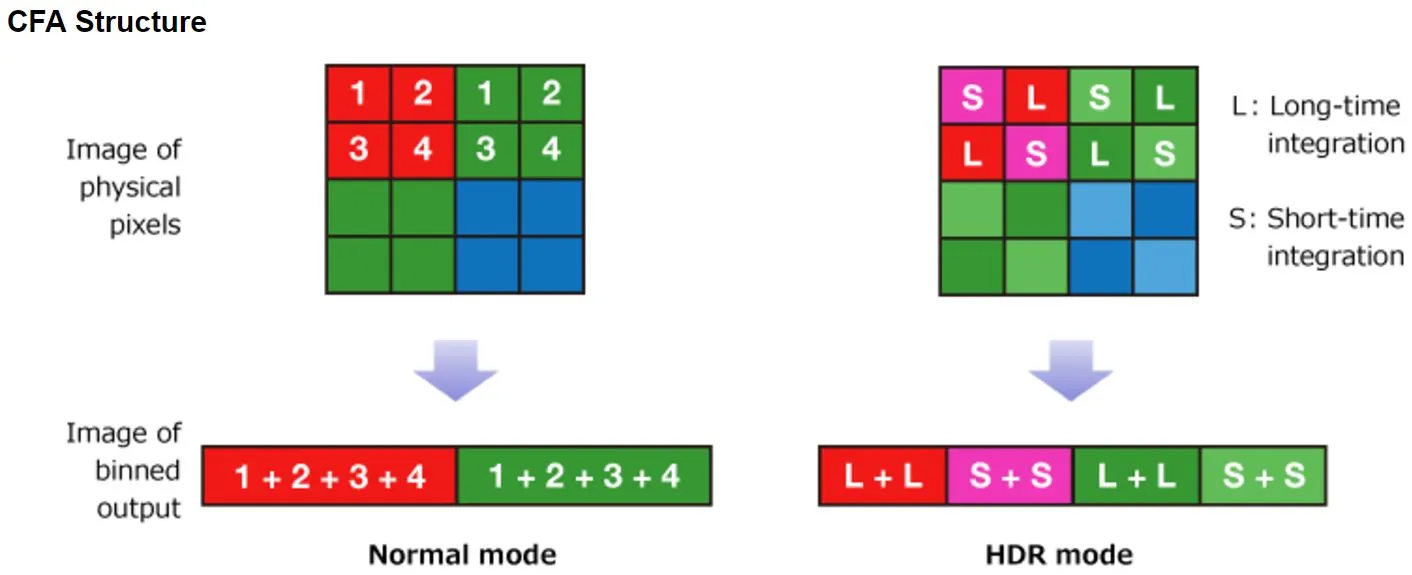 CFA Structure
1 2 1 2
3 4 3 4
Image of
physical
pixels
S L S L
L S L S
L: Long-time
integration
S: Short-time
integration
Image of
binned
output
1 + 2 + 3 + 4 1 + 2 + 3 + 4
Normal mode
L + L S + S L + L S + S
HDR mode